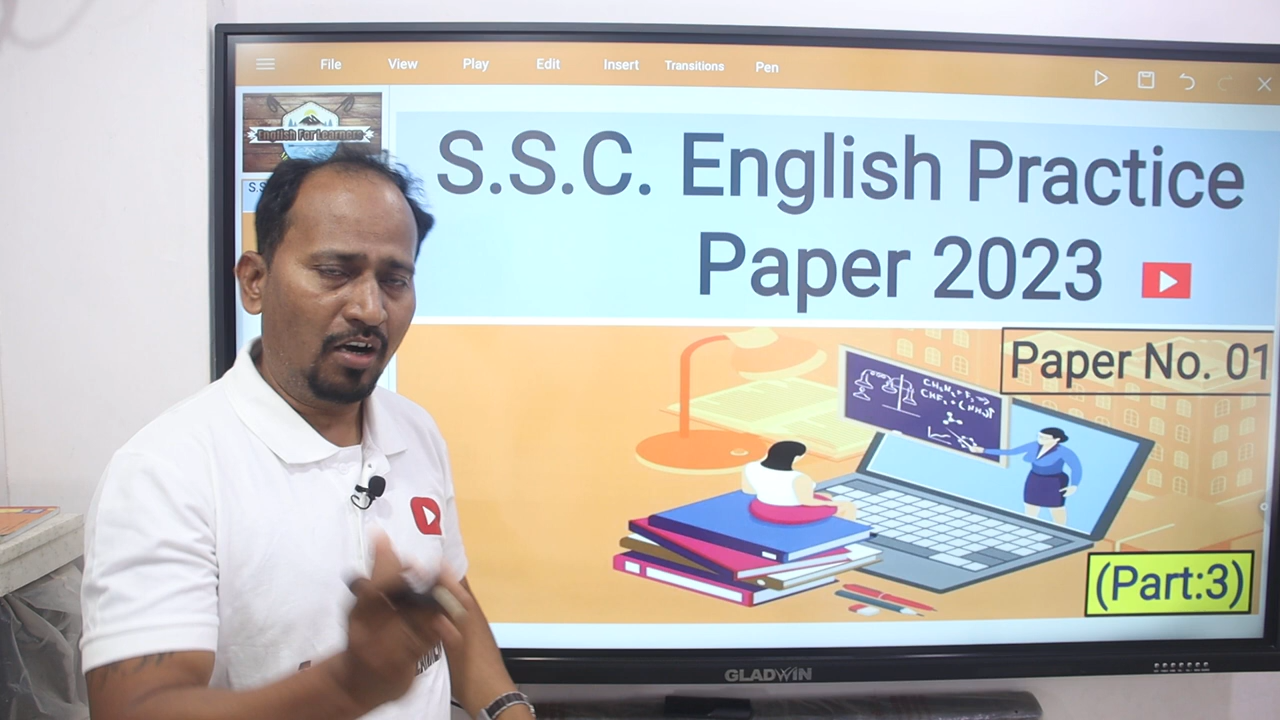 File View Play Edit Insert Transitions Pen
English For Learners
S.S.C. English Practice
Paper 2023
Paper No. 01
(Part:3)
GLADWIN